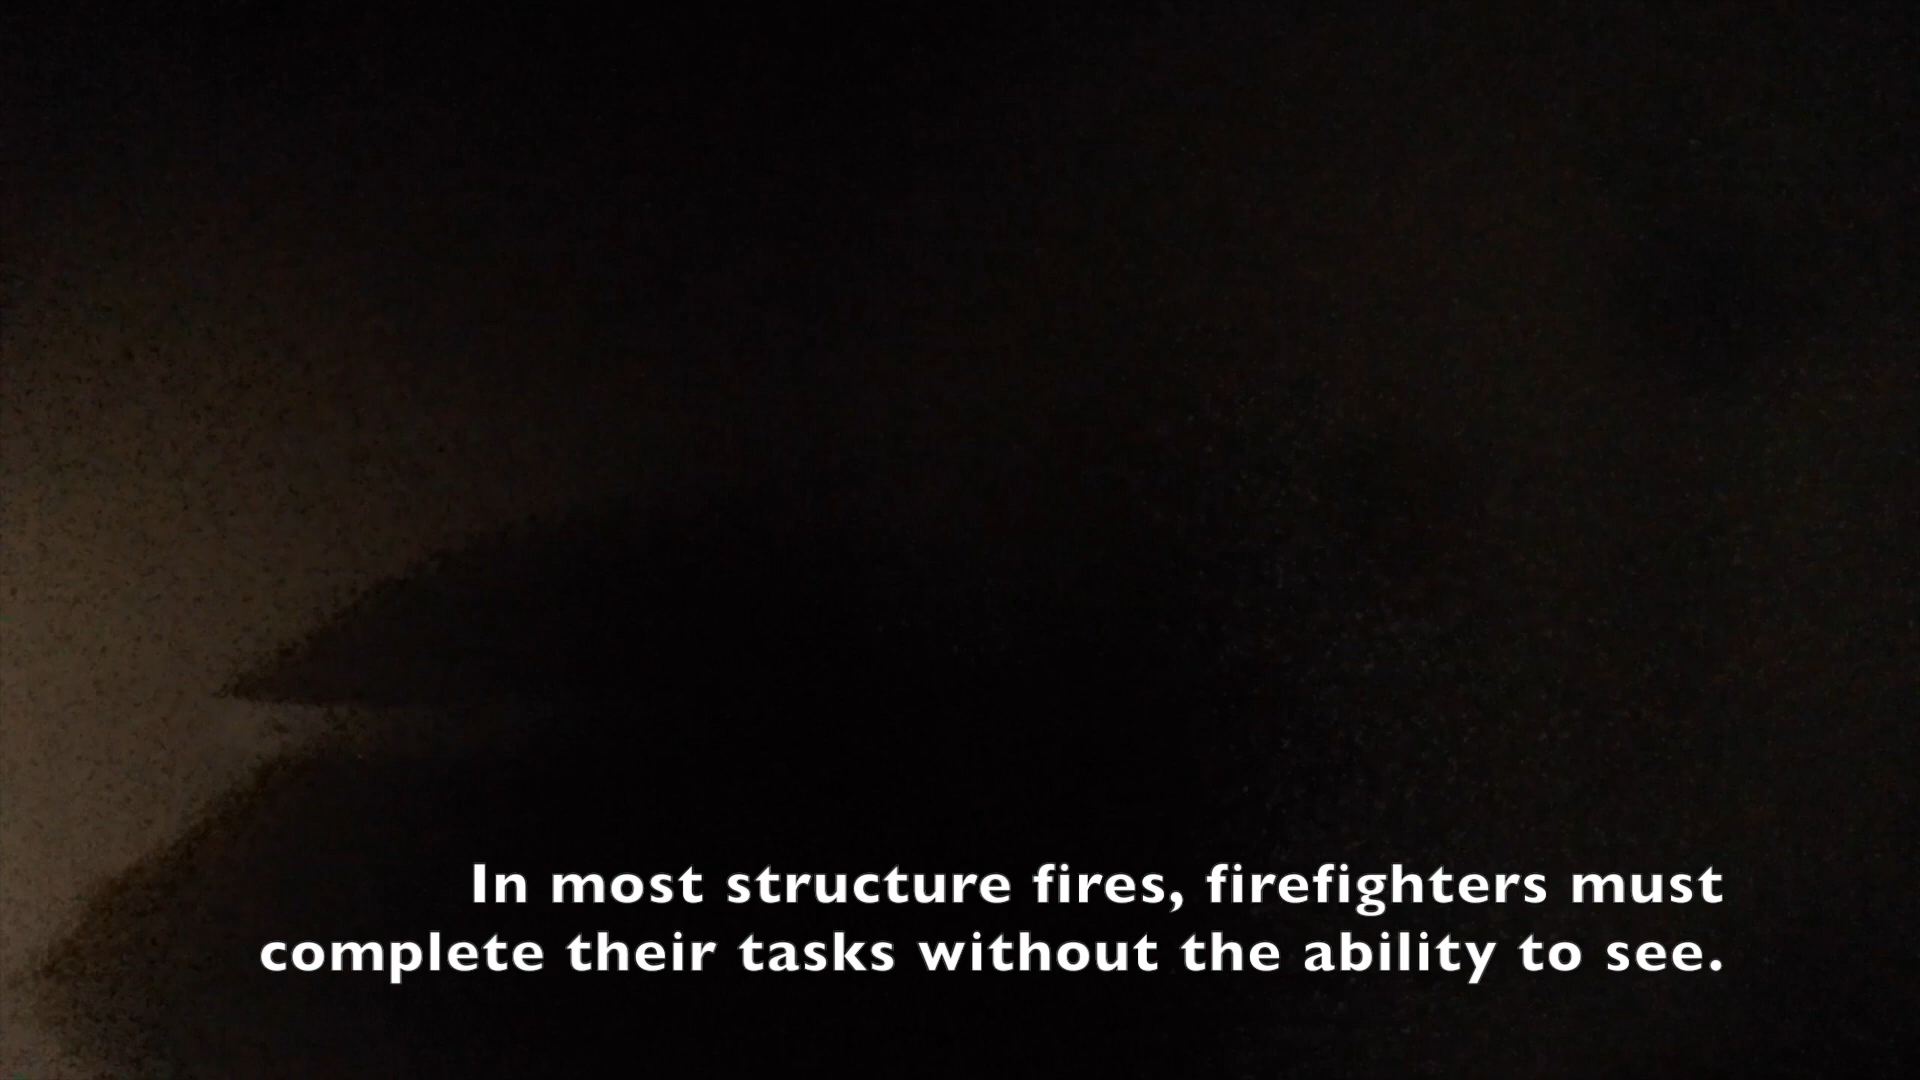 In most structure fires, firefighters must
complete their tasks without the ability to see.